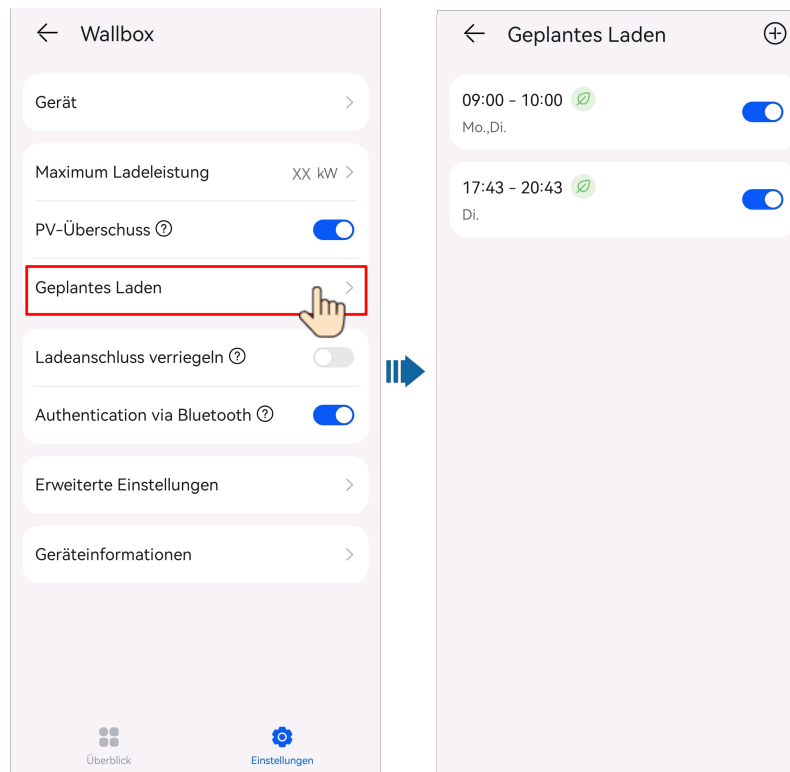 Wallbox
Gerät
Maximum Ladeleistung XX kW
PV-Überschuss
Geplantes Laden
Ladeanschluss verriegeln
Authentication via Bluetooth
Erweiterte Einstellungen
Geräteinformationen
Überblick Einstellungen
Geplantes Laden
09:00 - 10:00
Mo.,Di.
17:43 - 20:43
Di.